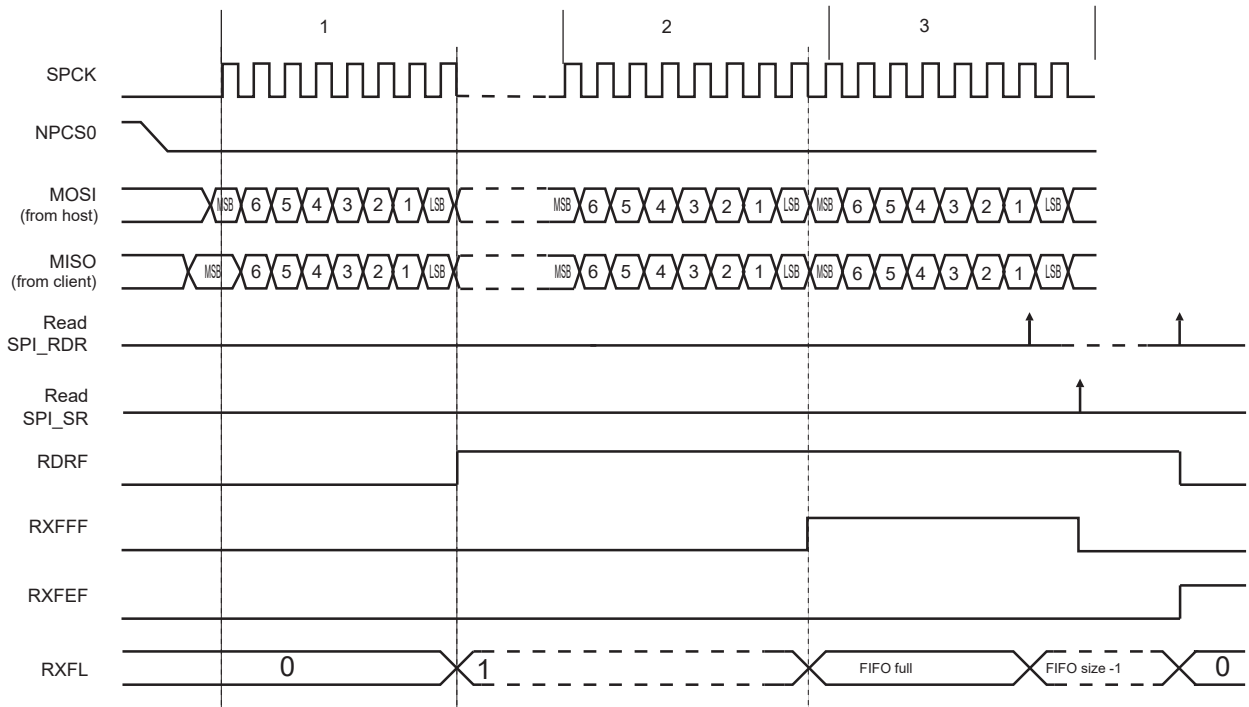 1 2 3
SPCK
NPCS0
MOSI
(from host)
MSB 6 5 4 3 2 1 LSB MSB 6 5 4 3 2 1 LSB MSB 6 5 4 3 2 1 LSB
MISO
(from client)
MSB 6 5 4 3 2 1 LSB MSB 6 5 4 3 2 1 LSB MSB 6 5 4 3 2 1 LSB
Read
SPI_RDR
Read
SPI_SR
RDRF
RXFFF
RXFEF
RXFL 0 1 FIFO full FIFO size -1 0